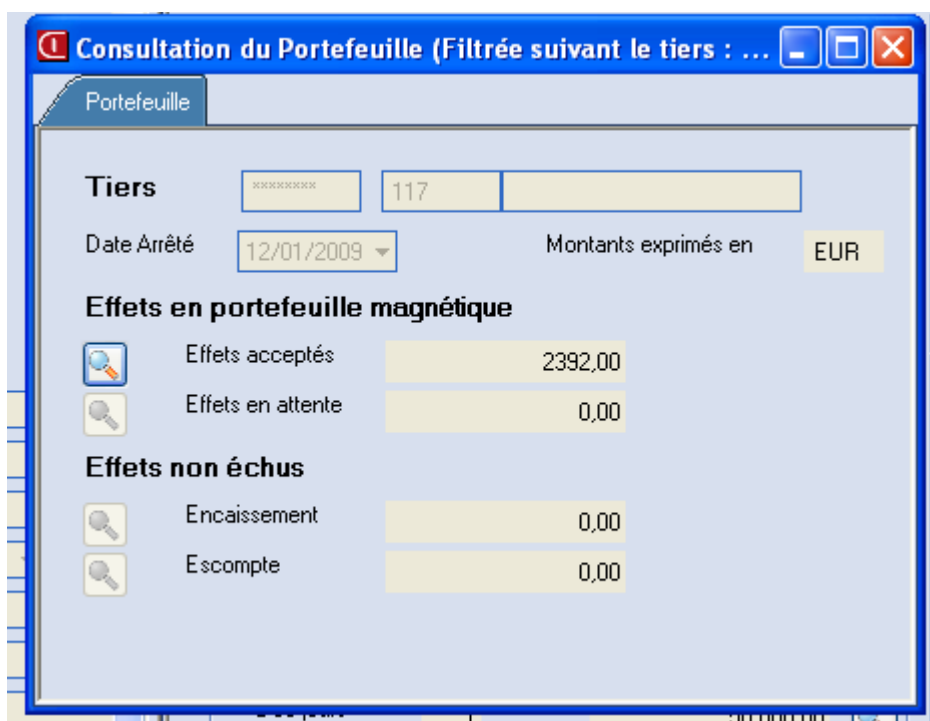 Consultation du Portefeuille (Filtrée suivant le tiers : ...
Portefeuille
Tiers ******** 117
Date Arrêté 12/01/2009 Montants exprimés en EUR
Effets en portefeuille magnétique
Effets acceptés 2392,00
Effets en attente 0,00
Effets non échus
Encaissement 0,00
Escompte 0,00